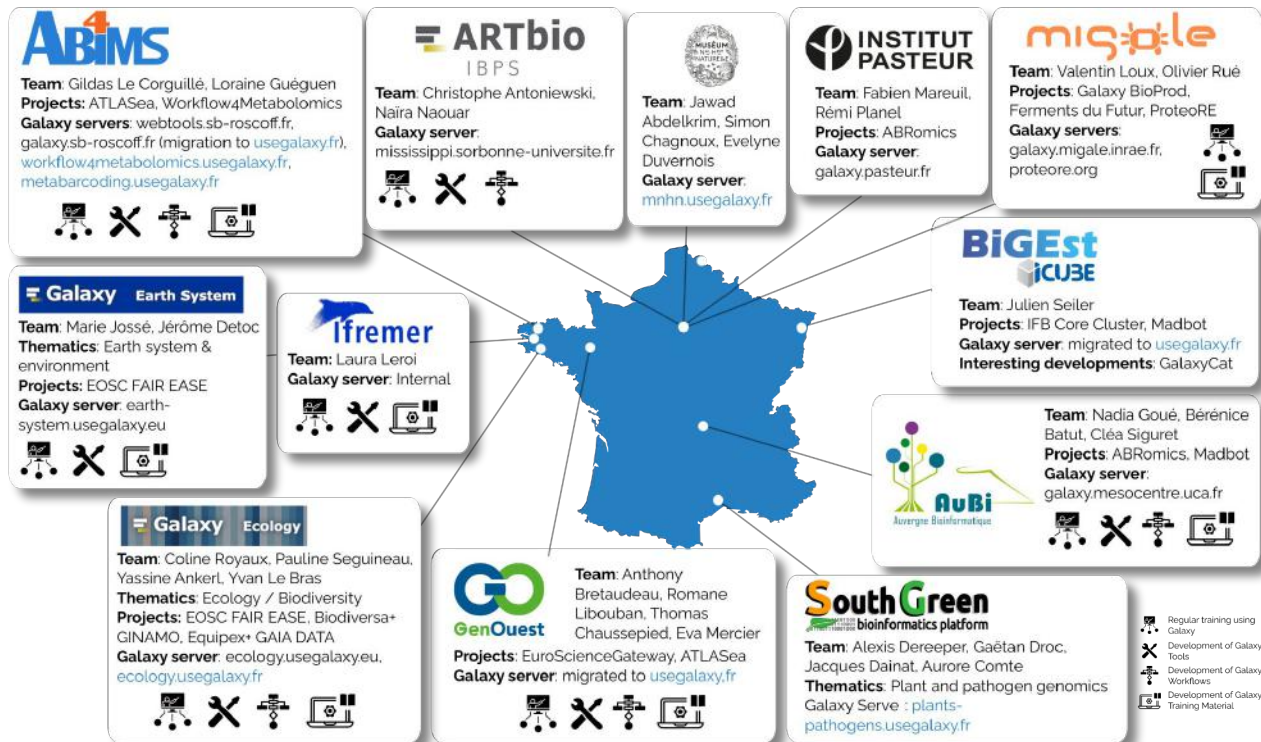 ABiMS
4
Team: Gildas Le Corguillé, Loraine Guéguen
Projects: ATLASea, Workflow4Metabolomics
Galaxy servers: webtools.sb-roscoff.fr,
galaxy.sb-roscoff.fr (migration to usegalaxy.fr),
workflow4metabolomics.usegalaxy.fr,
metabarcoding.usegalaxy.fr
ARTbio
IBPS
Team: Christophe Antoniewski,
Naïra Naouar
Galaxy server:
mississippi.sorbonne-universite.fr
MUSÉUM
NATURELLE
Team: Jawad
Abdelkrim, Simon
Chagnoux, Evelyne
Duvernois
Galaxy server:
mnhn.usegalaxy.fr
INSTITUT
PASTEUR
Team: Fabien Mareuil,
Rémi Planel
Projects: ABRomics
Galaxy server:
galaxy.pasteur.fr
migale
Team: Valentin Loux, Olivier Rué
Projects: Galaxy BioProd,
Ferments du Futur, ProteoRE
Galaxy servers:
galaxy.migale.inrae.fr,
proteore.org
BiGEst
iCUBE
Team: Julien Seiler
Projects: IFB Core Cluster, Madbot
Galaxy server: migrated to usegalaxy.fr
Interesting developments: GalaxyCat
Galaxy Earth System
Team: Marie Jossé, Jérôme Detoc
Thematics: Earth system &
environment
Projects: EOSC FAIR EASE
Galaxy server: earth-
system.usegalaxy.eu
Ifremer
Team: Laura Leroi
Galaxy server: Internal
AuBi
Auvergne Bioinformatique
Team: Nadia Goué, Bérénice
Batut, Cléa Siguret
Projects: ABRomics, Madbot
Galaxy server:
galaxy.mesocentre.uca.fr
Galaxy Ecology
Team: Coline Royaux, Pauline Seguineau,
Yassine Ankerl, Yvan Le Bras
Thematics: Ecology / Biodiversity
Projects: EOSC FAIR EASE, Biodiversa+
GINAMO, Equipex+ GAIA DATA
Galaxy server: ecology.usegalaxy.eu,
ecology.usegalaxy.fr
GO
GenOuest
Team: Anthony
Bretaudeau, Romane
Libouban, Thomas
Chaussepied, Eva Mercier
Projects: EuroScienceGateway, ATLASea
Galaxy server: migrated to usegalaxy.fr
South Green
bioinformatics platform
Team: Alexis Dereeper, Gaëtan Droc,
Jacques Dainat, Aurore Comte
Thematics: Plant and pathogen genomics
Galaxy Serve : plants-
pathogens.usegalaxy.fr
Regular training using
Galaxy
Development of Galaxy
Tools
Development of Galaxy
Workflows
Development of Galaxy
Training Material